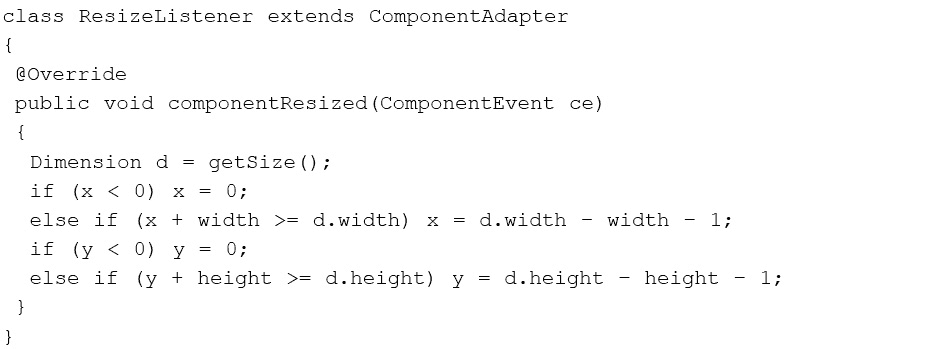 class ResizeListener extends ComponentAdapter
{
 @Override
 public void componentResized(ComponentEvent ce)
 {
  Dimension d = getSize();
  if (x < 0) x = 0;
  else if (x + width >= d.width) x = d.width - width - 1;
  if (y < 0) y = 0;
  else if (y + height >= d.height) y = d.height - height - 1;
 }
}